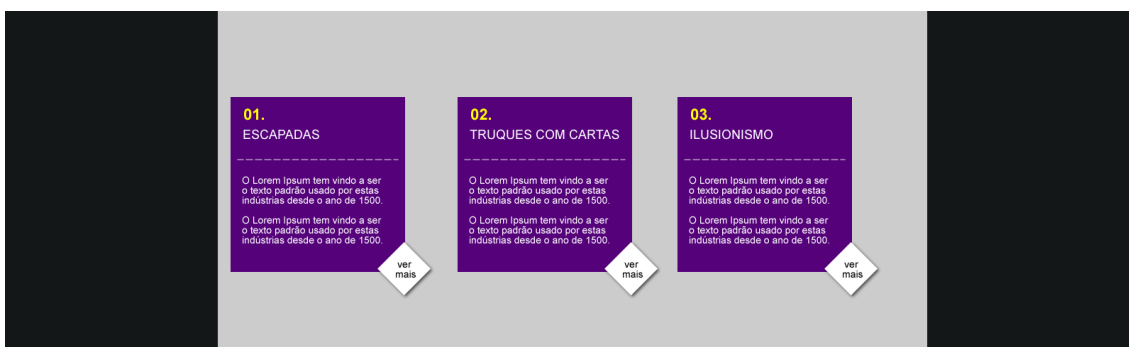 01.
ESCAPADAS
O Lorem Ipsum tem vindo a ser
o texto padrão usado por estas
indústrias desde o ano de 1500.
O Lorem Ipsum tem vindo a ser
o texto padrão usado por estas
indústrias desde o ano de 1500.
ver
mais
02.
TRUQUES COM CARTAS
O Lorem Ipsum tem vindo a ser
o texto padrão usado por estas
indústrias desde o ano de 1500.
O Lorem Ipsum tem vindo a ser
o texto padrão usado por estas
indústrias desde o ano de 1500.
ver
mais
03.
ILUSIONISMO
O Lorem Ipsum tem vindo a ser
o texto padrão usado por estas
indústrias desde o ano de 1500.
O Lorem Ipsum tem vindo a ser
o texto padrão usado por estas
indústrias desde o ano de 1500.
ver
mais